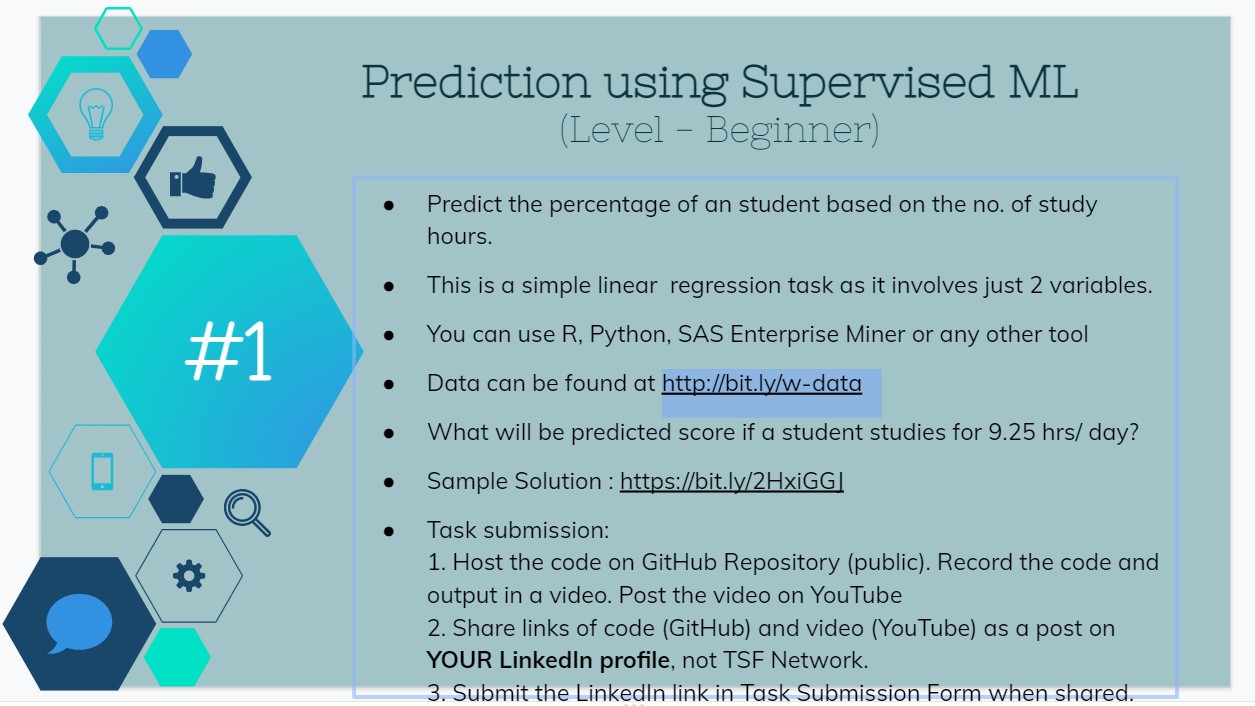 Prediction using Supervised ML
(Level - Beginner)
#1
● Predict the percentage of an student based on the no. of study
hours.
● This is a simple linear  regression task as it involves just 2 variables.
● You can use R, Python, SAS Enterprise Miner or any other tool
● Data can be found at http://bit.ly/w-data
● What will be predicted score if a student studies for 9.25 hrs/ day?
● Sample Solution : https://bit.ly/2HxiGGJ
● Task submission:
1. Host the code on GitHub Repository (public). Record the code and
output in a video. Post the video on YouTube
2. Share links of code (GitHub) and video (YouTube) as a post on
YOUR LinkedIn profile, not TSF Network.
3. Submit the LinkedIn link in Task Submission Form when shared.